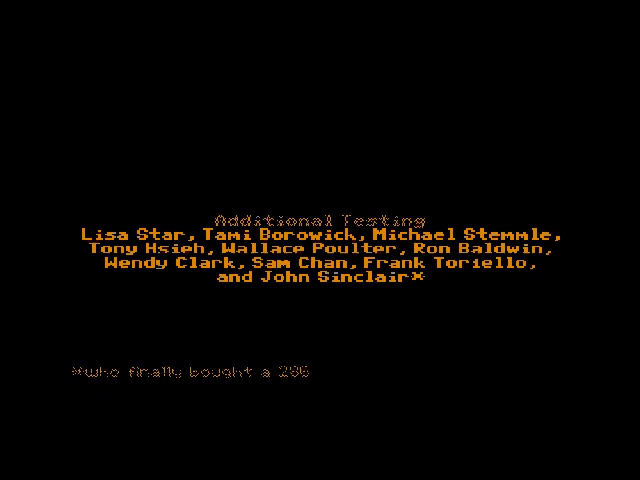 Additional Testing
Lisa Star, Tami Borowick, Michael Stemmle,
Tony Hsieh, Wallace Poulter, Ron Baldwin,
Wendy Clark, Sam Chan, Frank Toriello,
and John Sinclair*
*who finally bought a 286